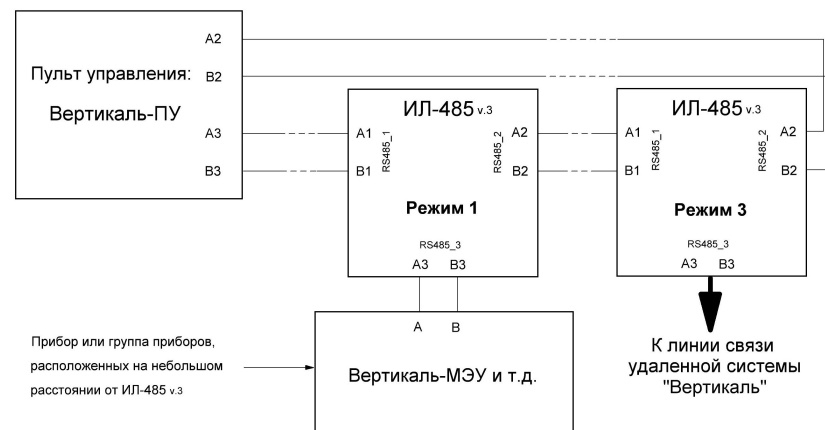 Пульт управления:
Вертикаль-ПУ
A2
B2
A3
B3
ИЛ-485 v.3
A1
RS485_1
B1
A2
RS485_2
B2
Режим 1
RS485_3
A3 B3
ИЛ-485 v.3
A1
RS485_1
B1
A2
RS485_2
B2
Режим 3
RS485_3
A3 B3
A B
Вертикаль-МЭУ и т.д.
Прибор или группа приборов,
расположенных на небольшом
расстоянии от ИЛ-485 v.3
К линии связи
удаленной системы
"Вертикаль"